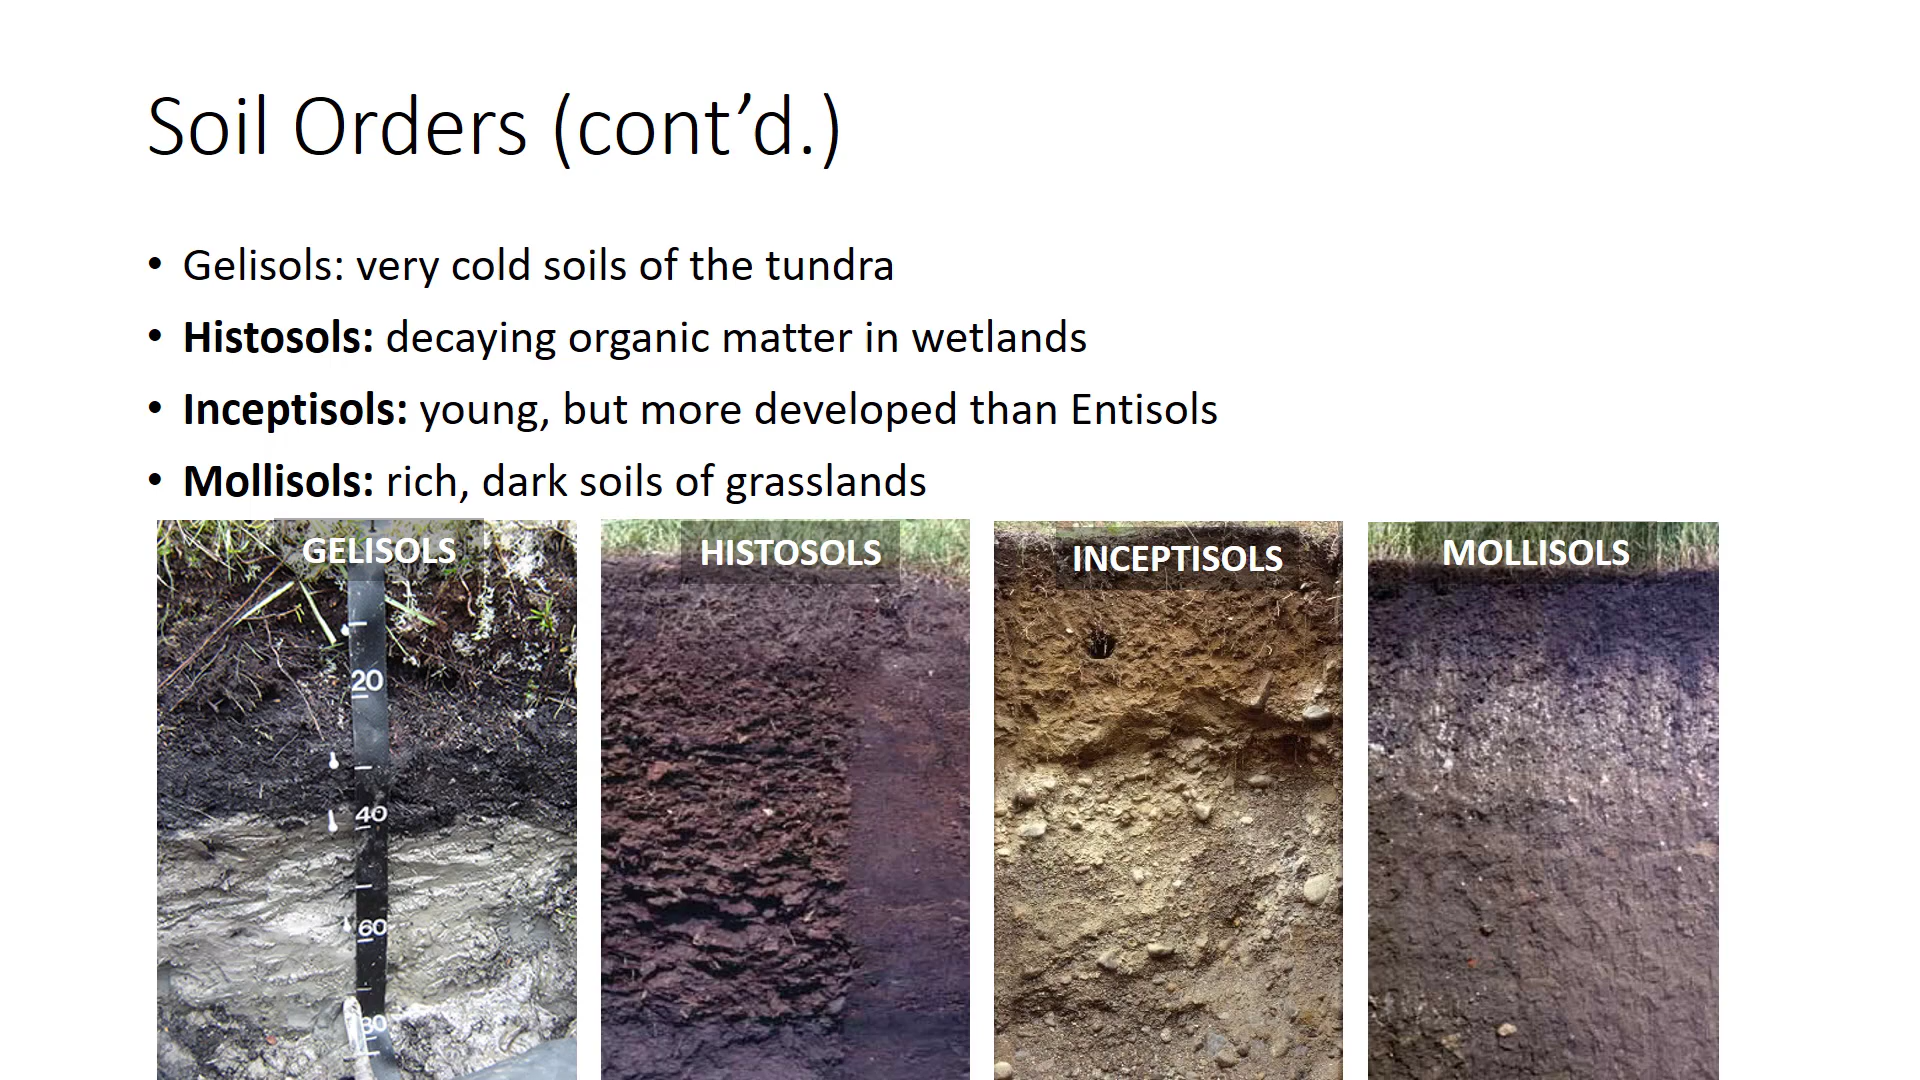 Soil Orders (cont’d.)
• Gelisols: very cold soils of the tundra
• Histosols: decaying organic matter in wetlands
• Inceptisols: young, but more developed than Entisols
• Mollisols: rich, dark soils of grasslands
GELISOLS
HISTOSOLS
INCEPTISOLS
MOLLISOLS
20
40
60
80